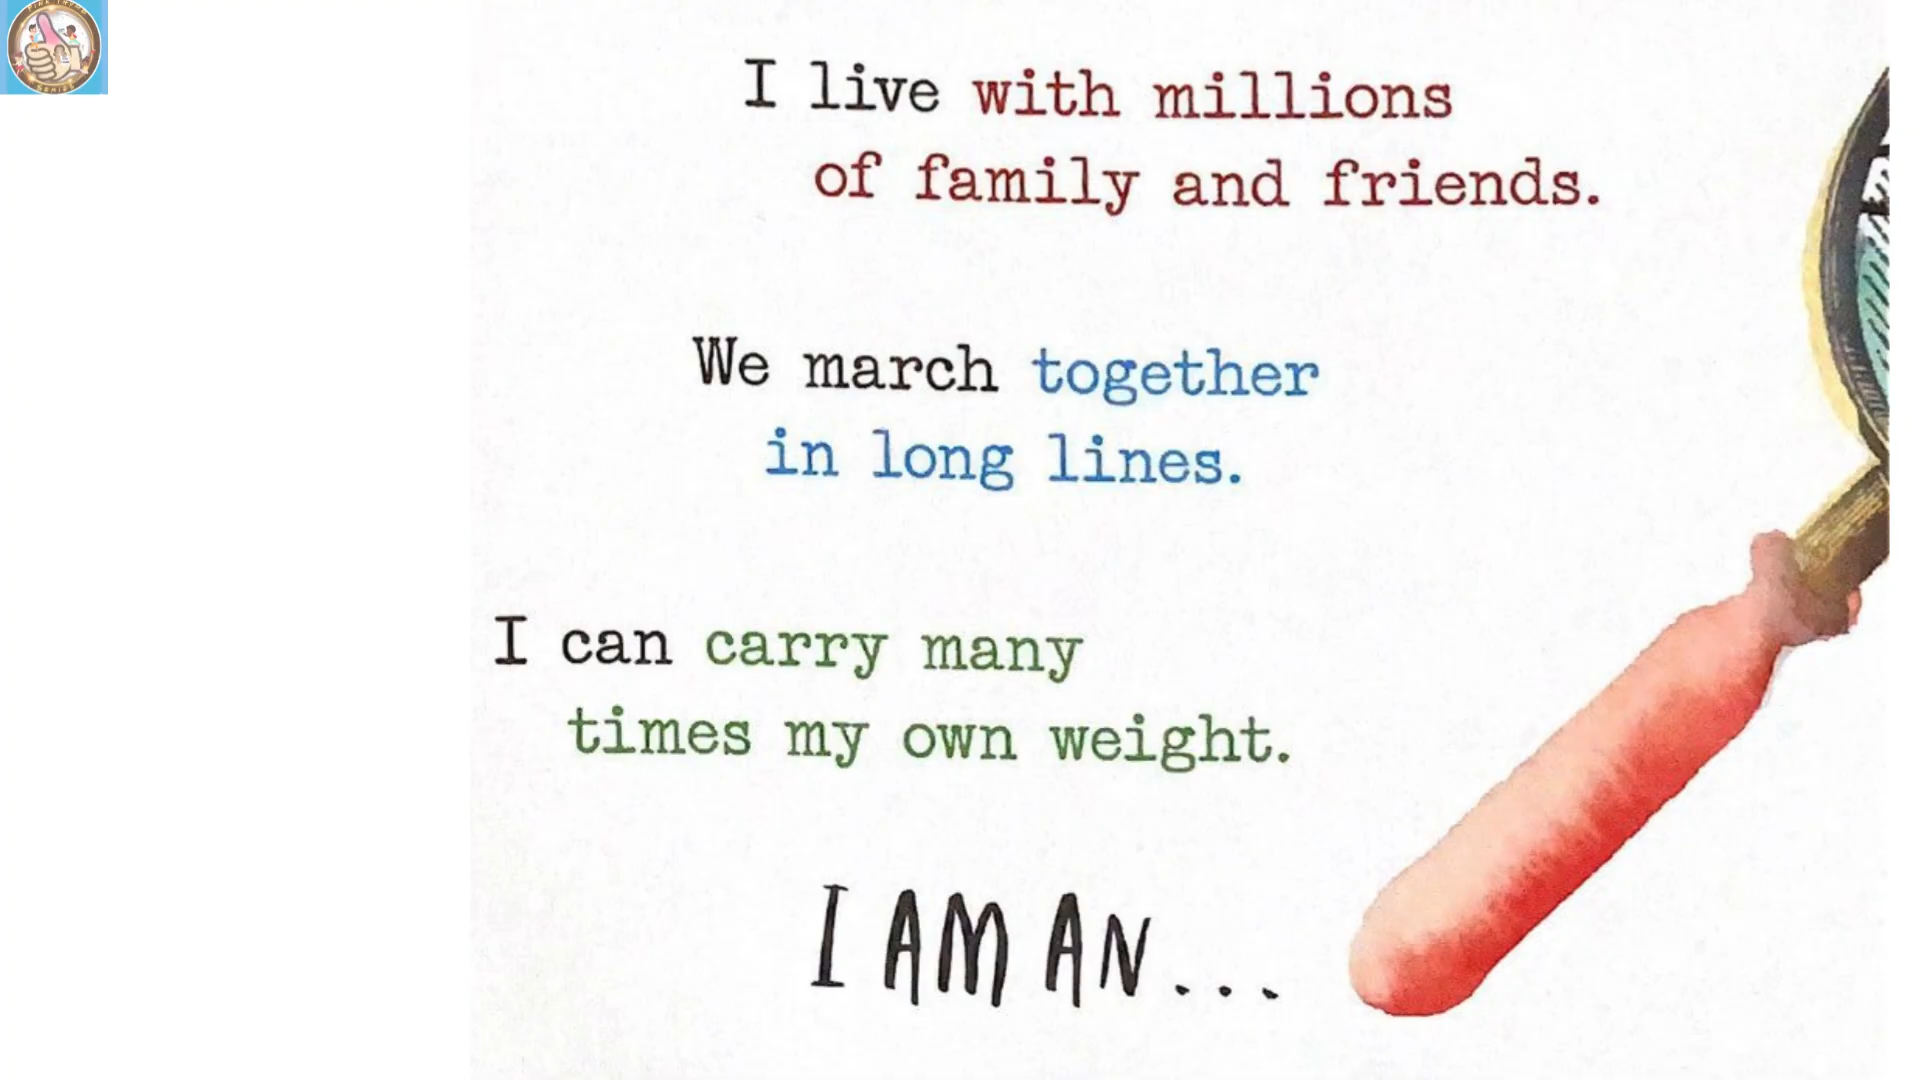 I live with millions
of family and friends.
We march together
in long lines.
I can carry many
times my own weight.
I AM AN...